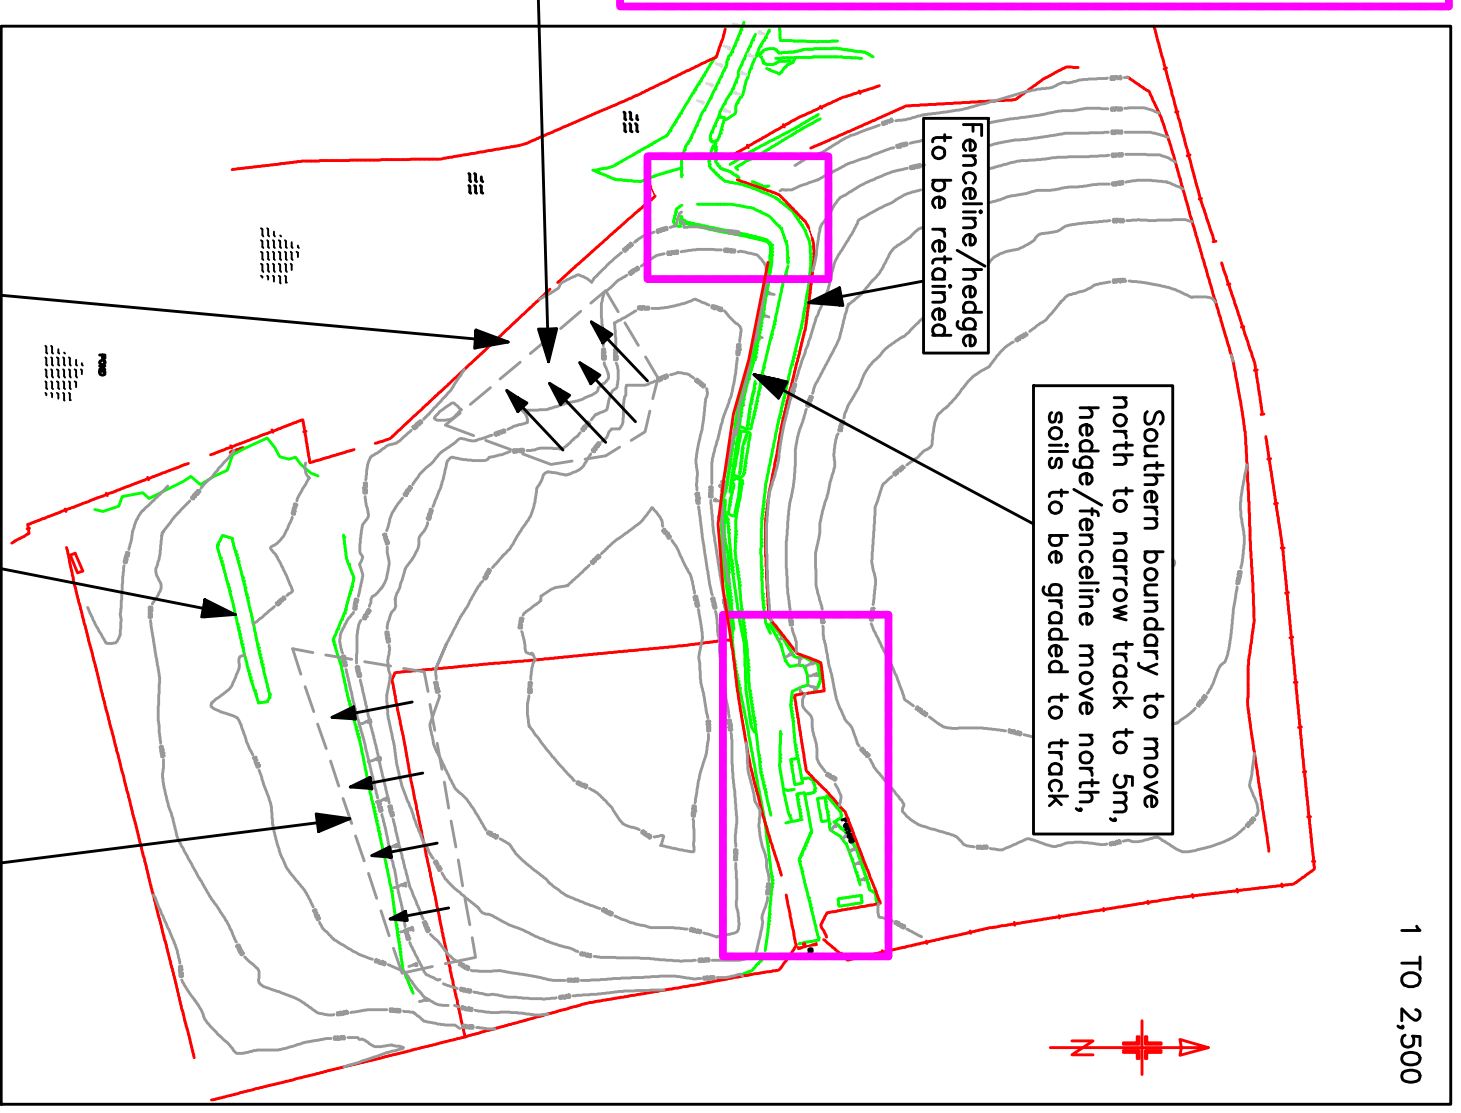 1 TO 2,500
Southern boundary to move
north to narrow track to 5m,
hedge/fenceline move north,
soils to be graded to track
Fenceline/hedge
to be retained
N
POND